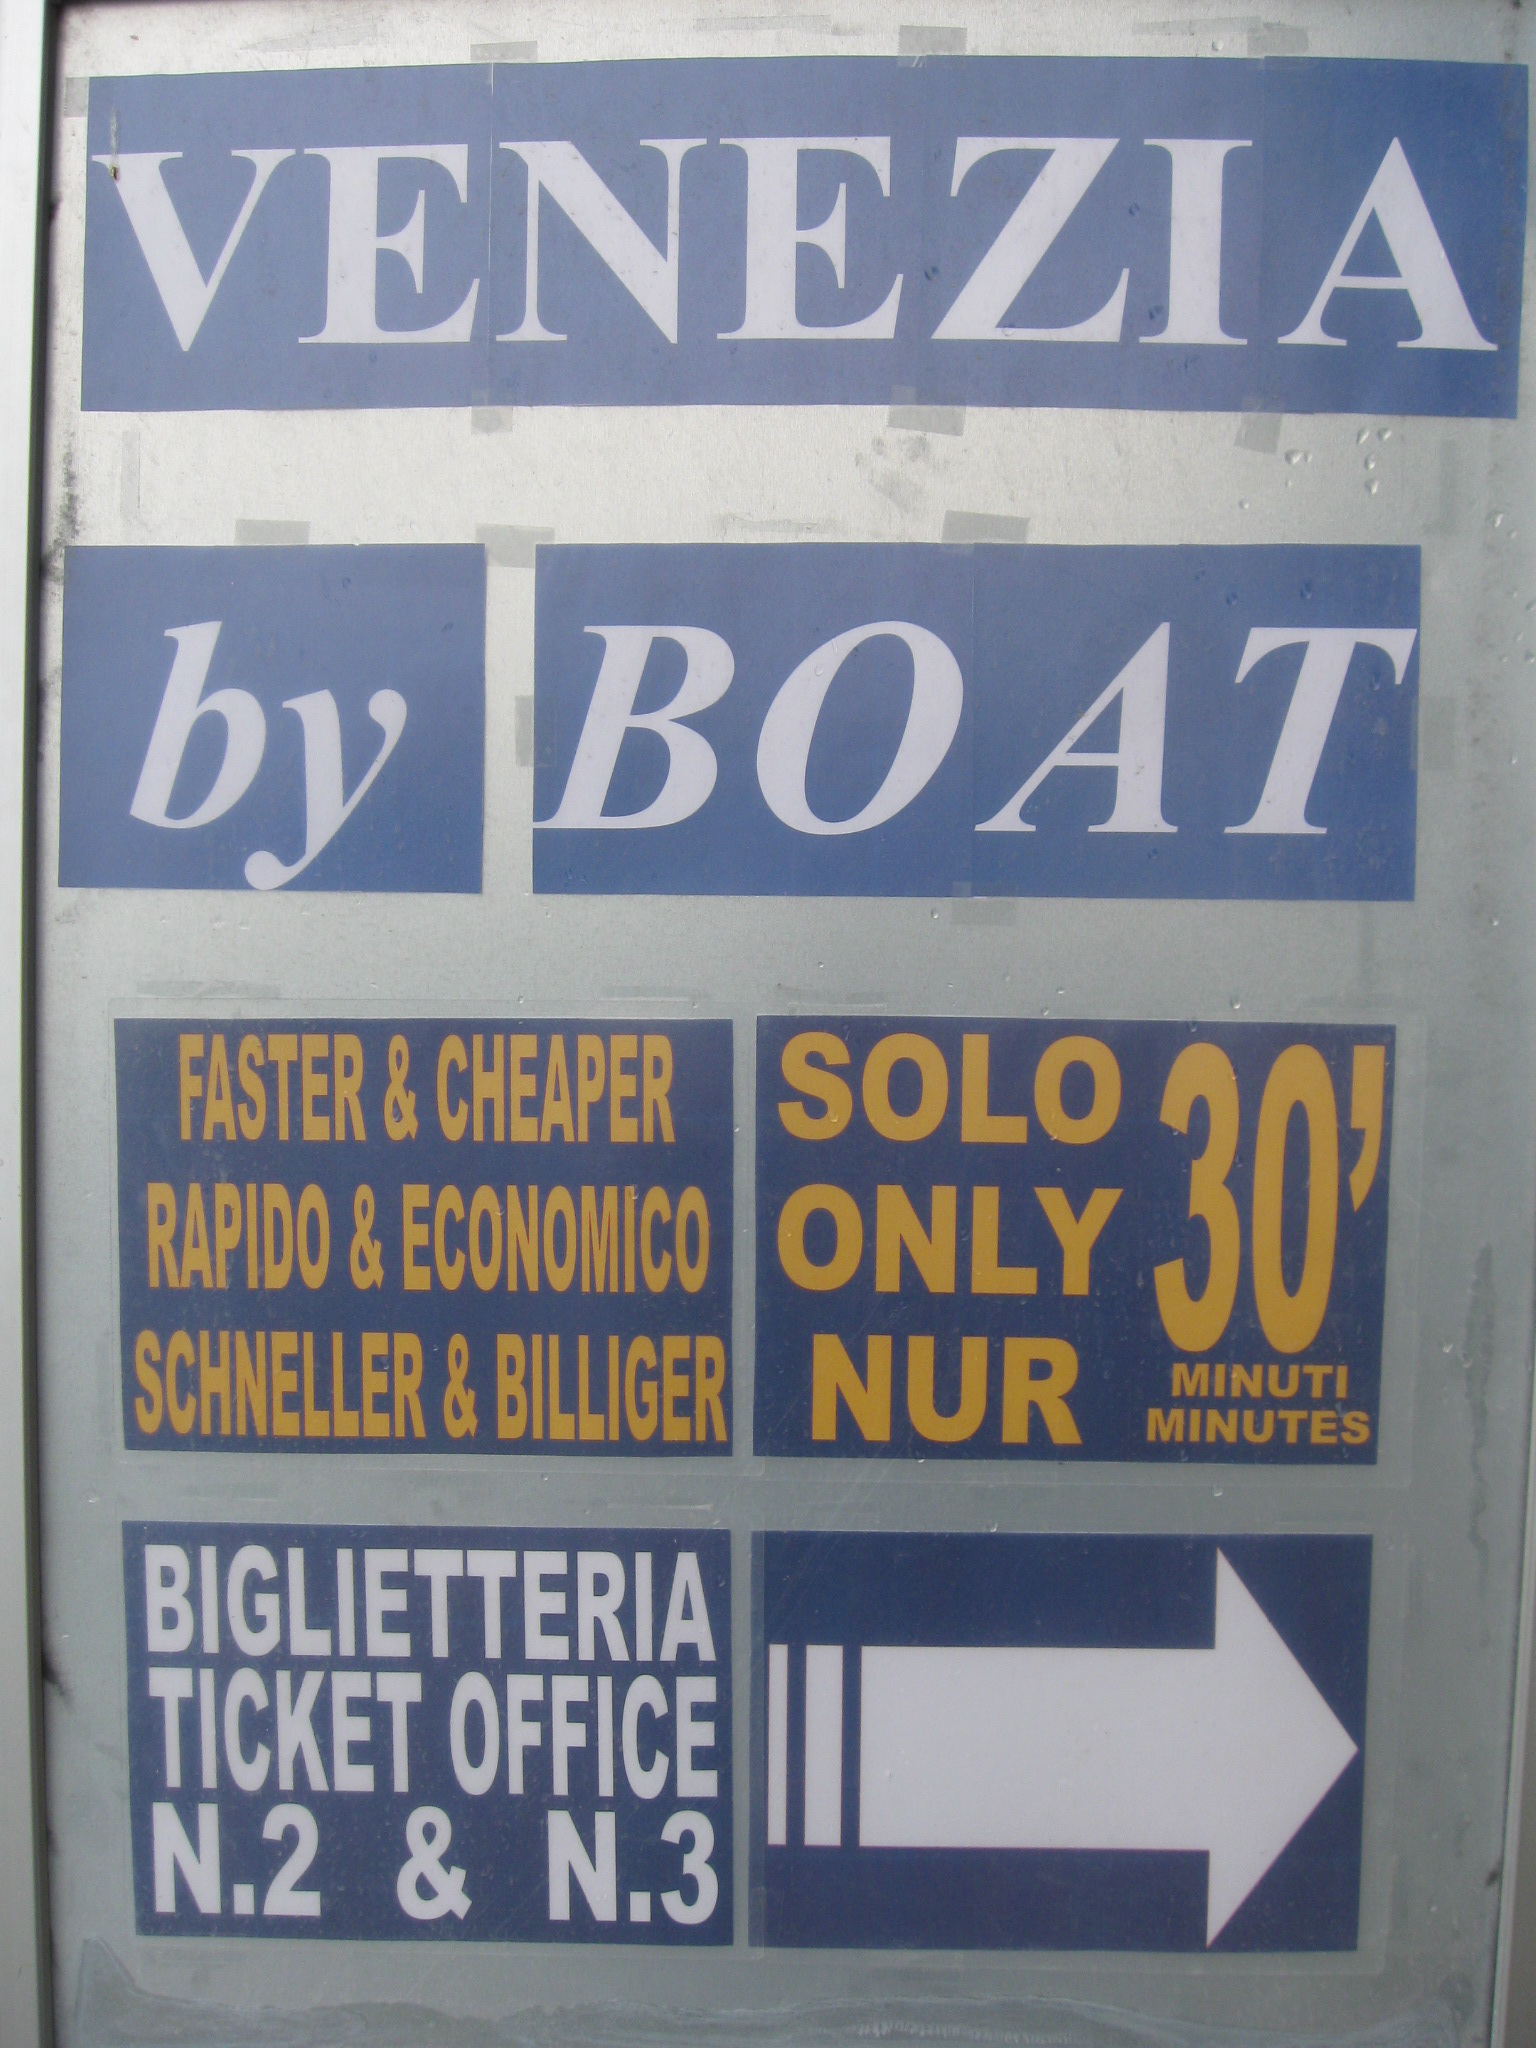 VENEZIA
by BOAT
FASTER & CHEAPER
RAPIDO & ECONOMICO
SCHNELLER & BILLIGER
SOLO
ONLY
NUR
30'
MINUTI
MINUTES
BIGLIETTERIA
TICKET OFFICE
N.2 & N.3